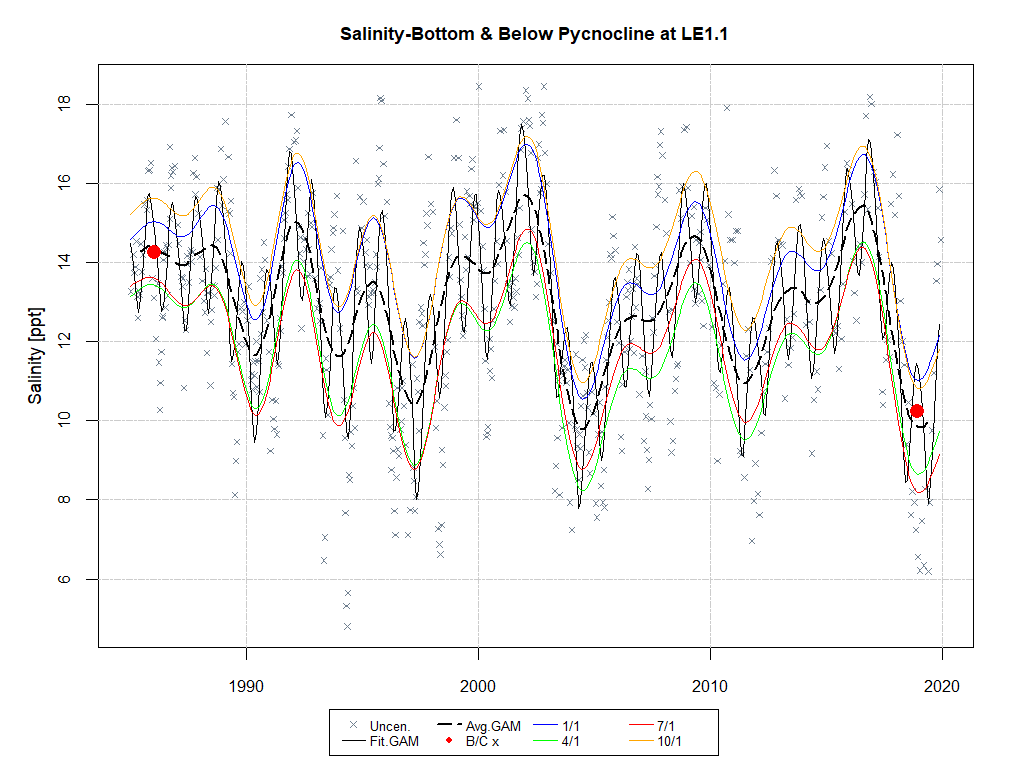 Salinity-Bottom & Below Pycnocline at LE1.1
Salinity [ppt]
18
16
14
12
10
8
6
1990 2000 2010 2020
Uncen. Avg.GAM 1/1 7/1
Fit.GAM B/C x 4/1 10/1